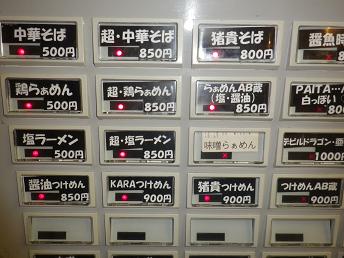 中華そば
500円
超・中華そば
850円
猪貴そば
800円
醤魚
8
鶏らぁめん
500円
超・鶏らぁめん
850円
らぁめんAB蔵
(塩・醤油)
850円
PAITA
白っぽい
塩ラーメン
500円
超・塩ラーメン
850円
味噌らぁめん
デビルドラゴン・亜
1000円
醤油つけめん
850円
KARAつけめん
900円
猪貴つけめん
900円
つけめんAB蔵
900円